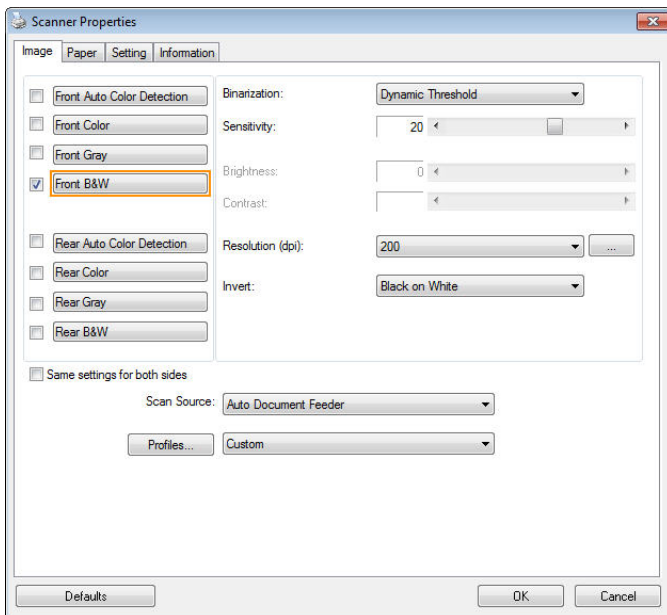 Scanner Properties
Image Paper Setting Information
Front Auto Color Detection
Front Color
Front Gray
Front B&W
Rear Auto Color Detection
Rear Color
Rear Gray
Rear B&W
Binarization: Dynamic Threshold
Sensitivity: 20
Brightness: 0
Contrast:
Resolution (dpi): 200 ...
Invert: Black on White
Same settings for both sides
Scan Source: Auto Document Feeder
Profiles... Custom
Defaults OK Cancel